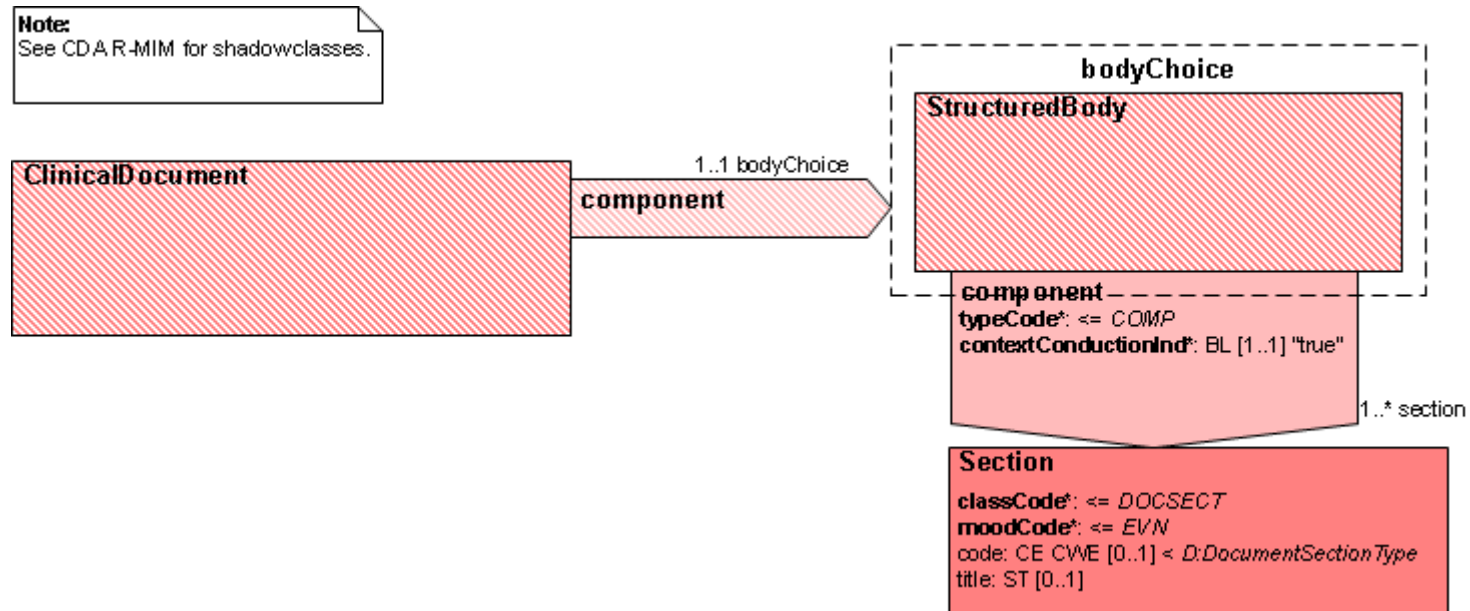 Note:
See CDA R-MIM for shadowclasses.
bodyChoice
StructuredBody
ClinicalDocument
1..1 bodyChoice
component
component
typeCode*: <= COMP
contextConductionInd*: BL [1..1] "true"
1..* section
Section
classCode*: <= DOCSECT
moodCode*: <= EVN
code: CE CWE [0..1] < D:DocumentSectionType
title: ST [0..1]